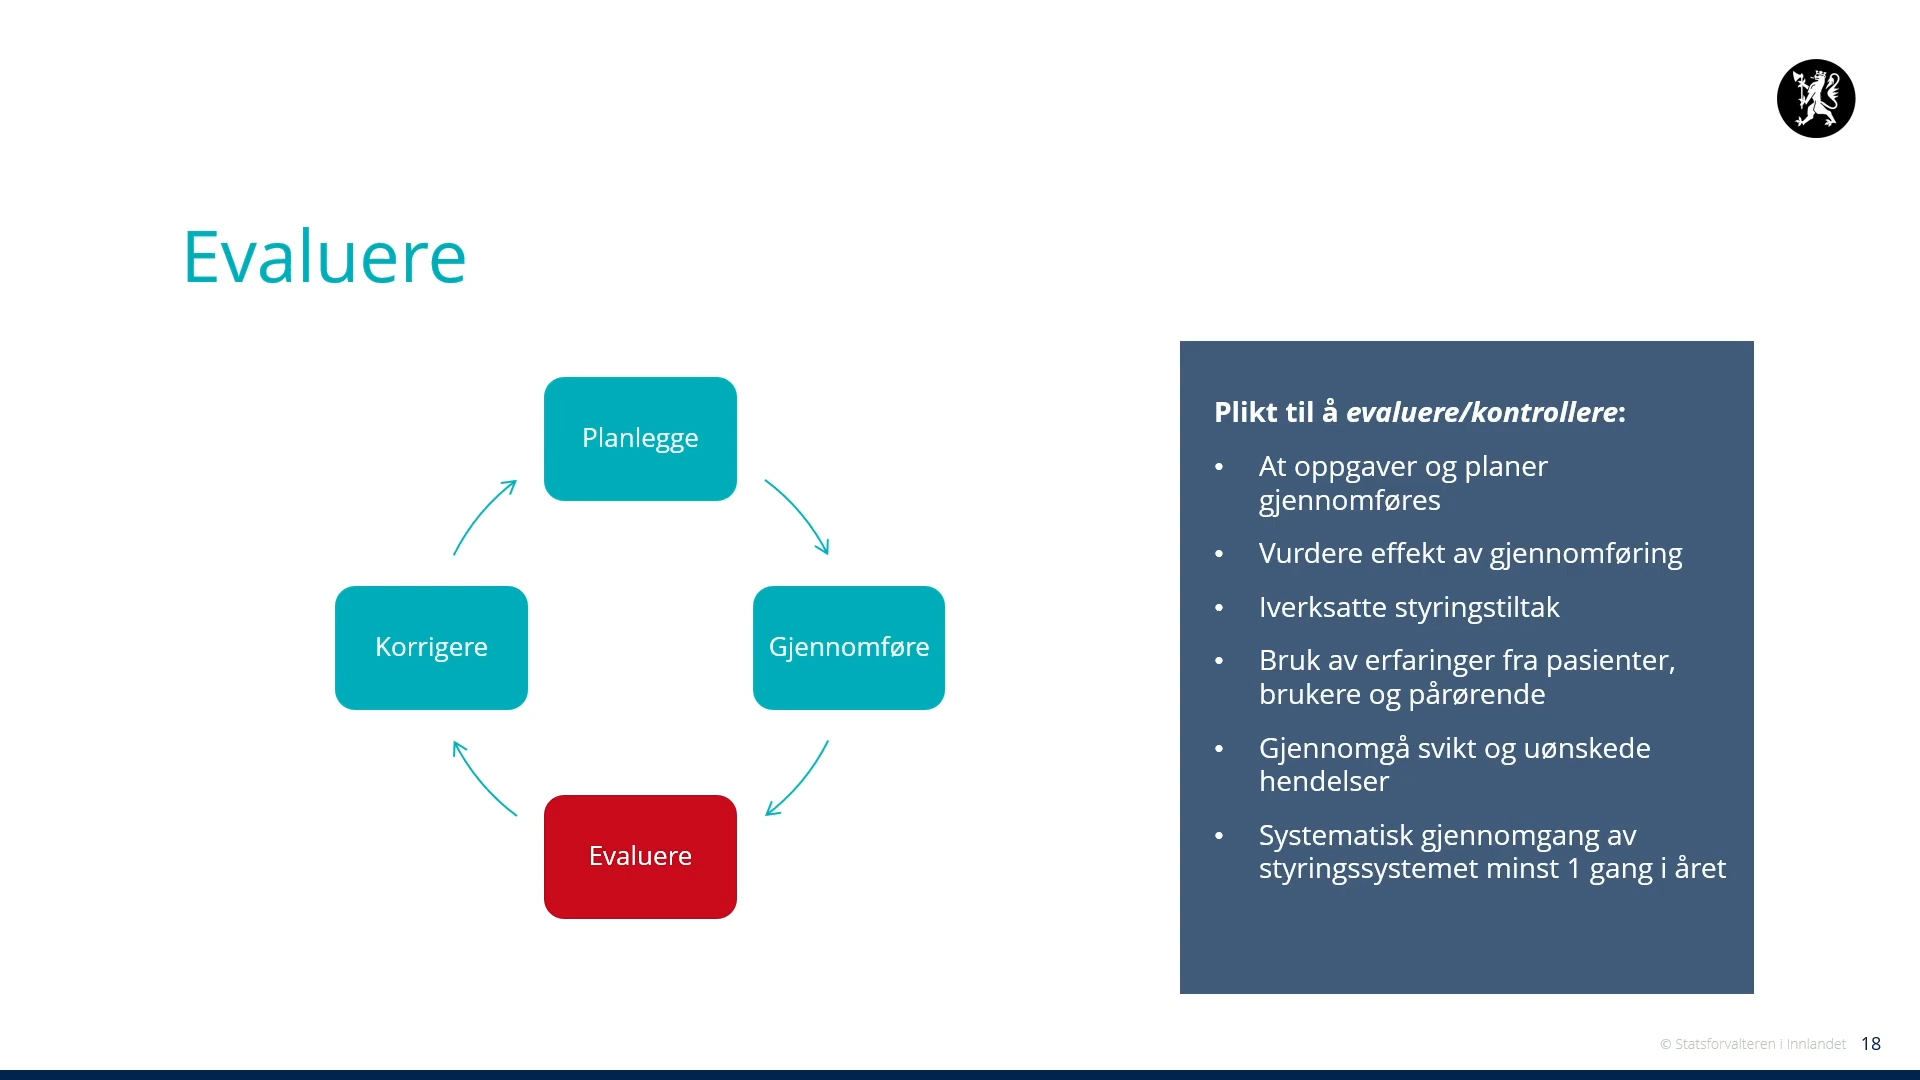 Evaluere
Planlegge
Gjennomføre
Evaluere
Korrigere
Plikt til å evaluere/kontrollere:
• At oppgaver og planer
gjennomføres
• Vurdere effekt av gjennomføring
• Iverksatte styringstiltak
• Bruk av erfaringer fra pasienter,
brukere og pårørende
• Gjennomgå svikt og uønskede
hendelser
• Systematisk gjennomgang av
styringssystemet minst 1 gang i året
© Statsforvalteren i Innlandet 18